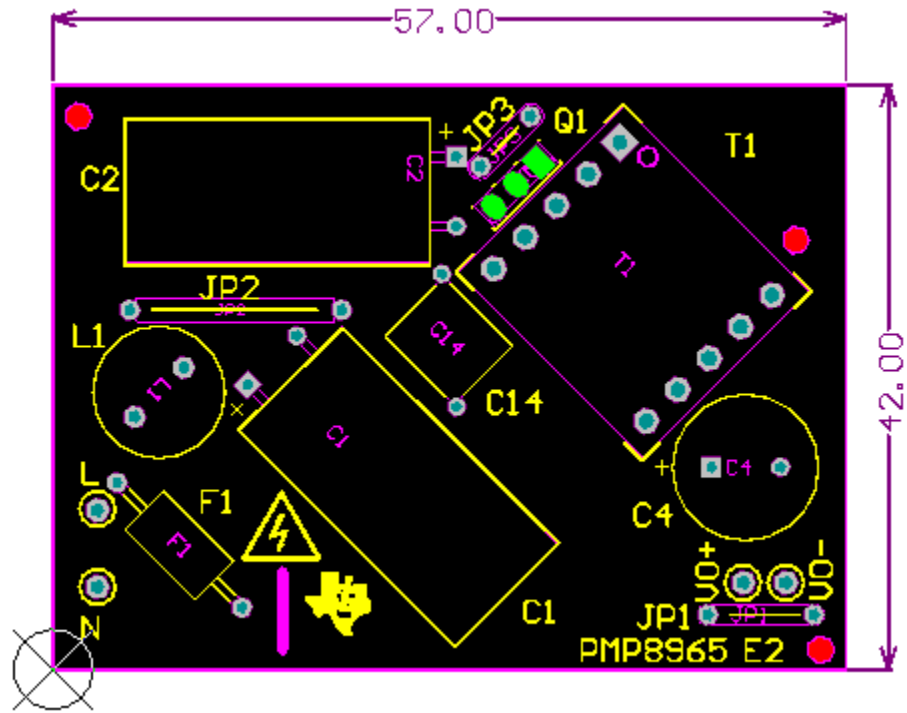 57.00
JP3
JP3
Q1
T1
+
C2
C2
T1
JP2
JP2
L1
L1
C14
C14
42.00
C1
+
C4
C4
L
F1
F1
VO+
VO-
N
C1
JP1
JP1
PMP8965 E2